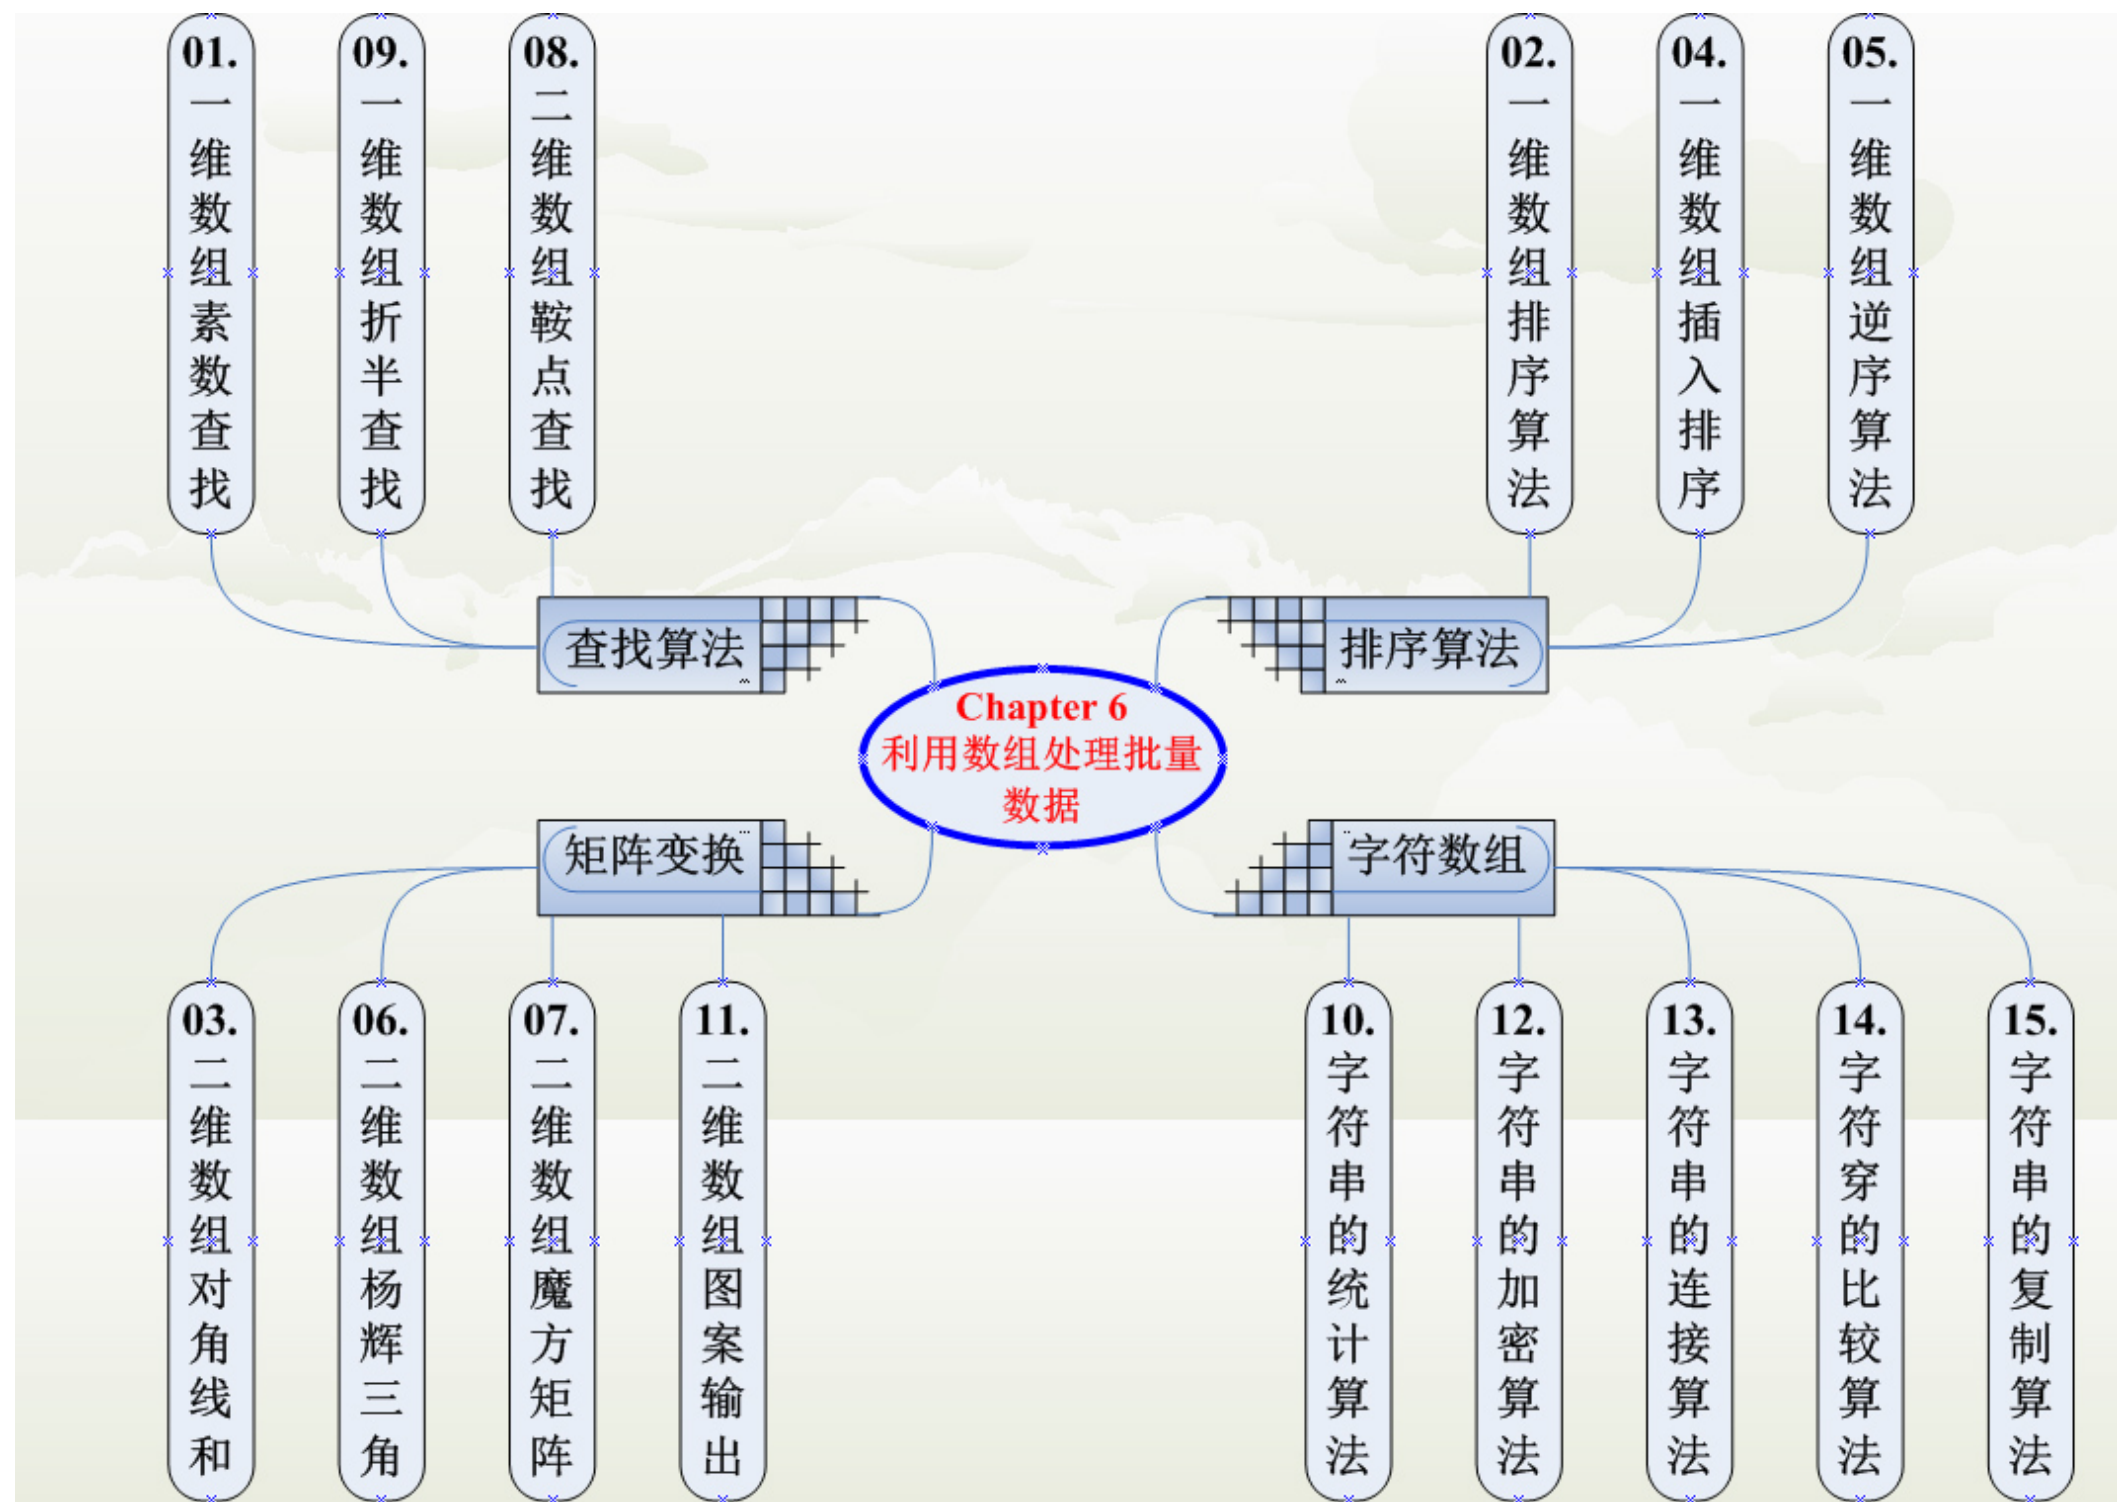 01.一维数组素数查找
09.一维数组折半查找
08.二维数组鞍点查找
02.一维数组排序算法
04.一维数组插入排序
05.一维数组逆序算法
查找算法
排序算法
Chapter 6
利用数组处理批量
数据
矩阵变换
字符数组
03.二维数组对角线和
06.二维数组杨辉三角
07.二维数组魔方矩阵
11.二维数组图案输出
10.字符串的统计算法
12.字符串的加密算法
13.字符串的连接算法
14.字符穿的比较算法
15.字符串的复制算法